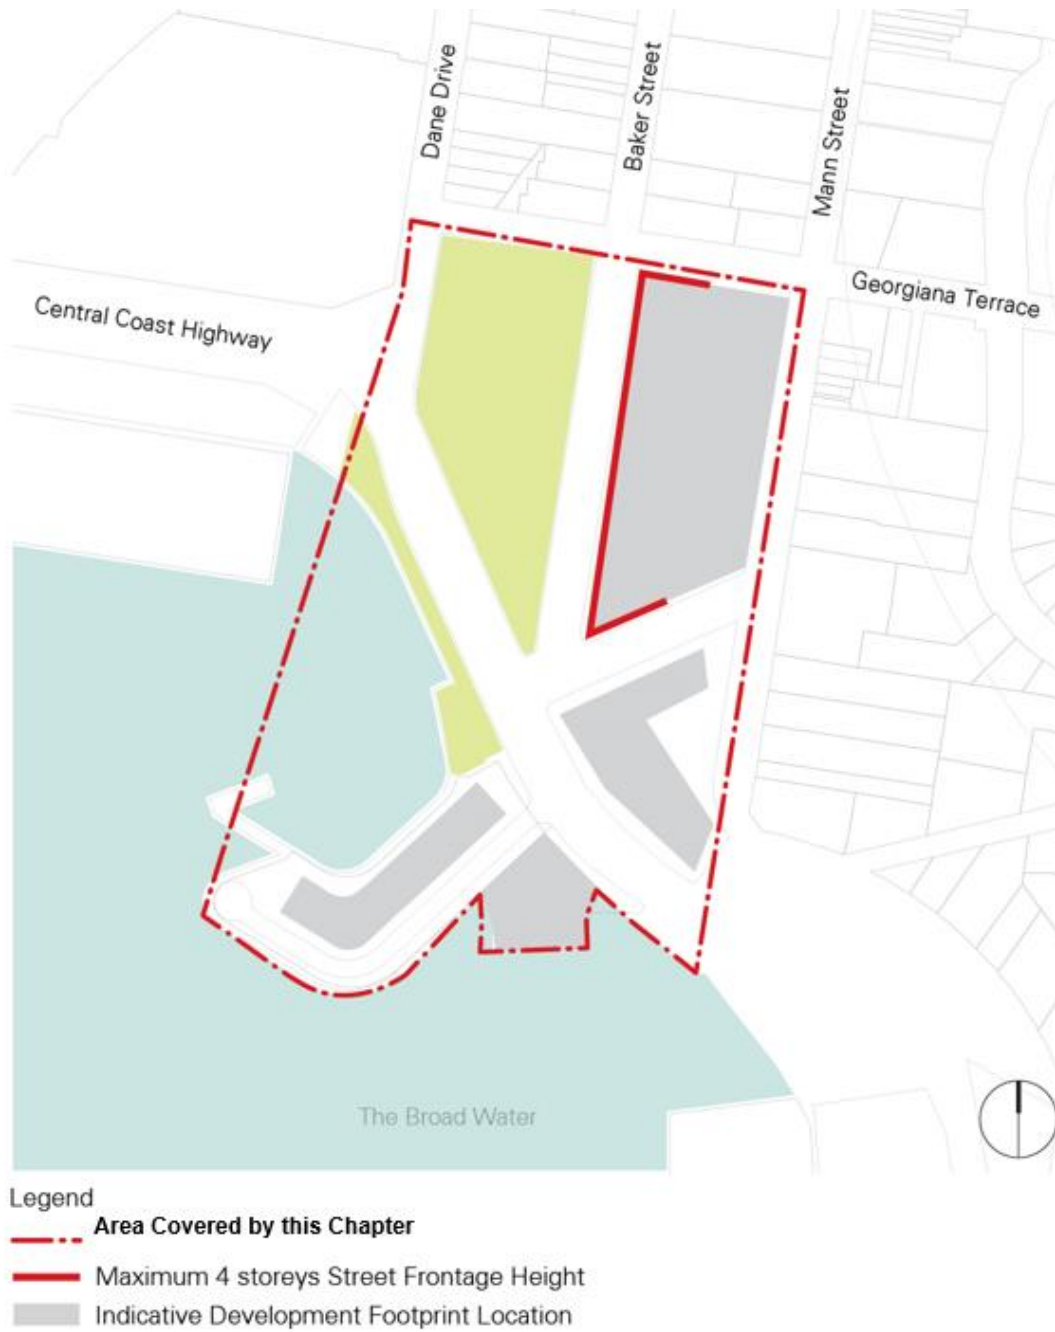 Dane Drive
Baker Street
Mann Street
Georgiana Terrace
Central Coast Highway
The Broad Water
Legend
Area Covered by this Chapter
Maximum 4 storeys Street Frontage Height
Indicative Development Footprint Location